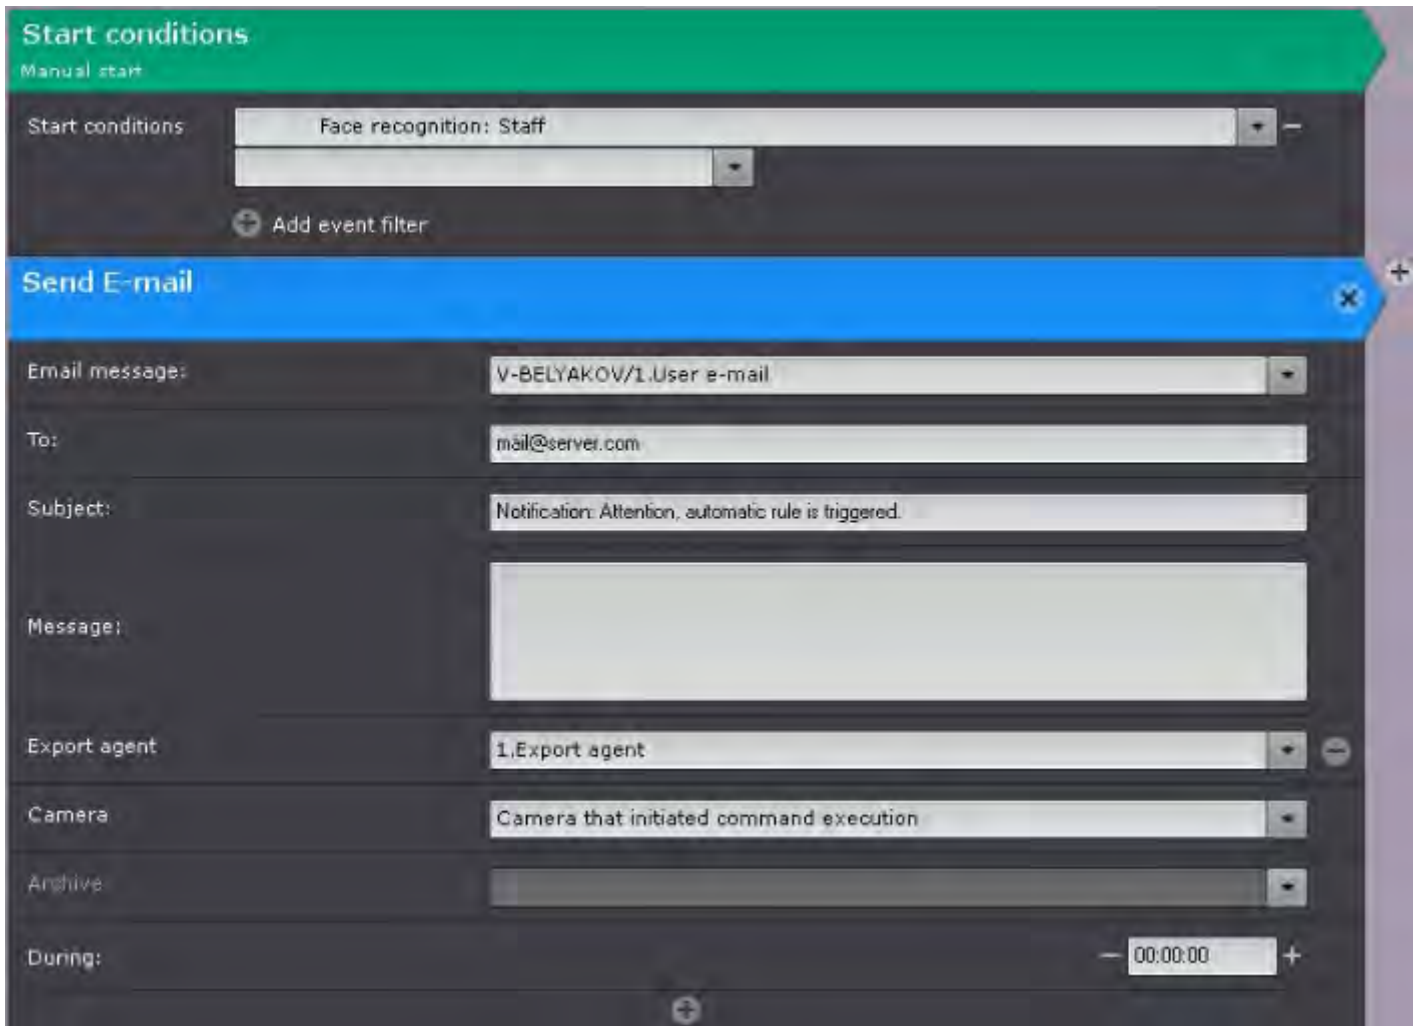 Start conditions
Manual start
Start conditions Face recognition: Staff
Add event filter
Send E-mail
Email message: V-BELYAKOV/1.User e-mail
To: mail@server.com
Subject: Notification: Attention, automatic rule is triggered.
Message:
Export agent 1.Export agent
Camera Camera that initiated command execution
Archive
During: 00:00:00